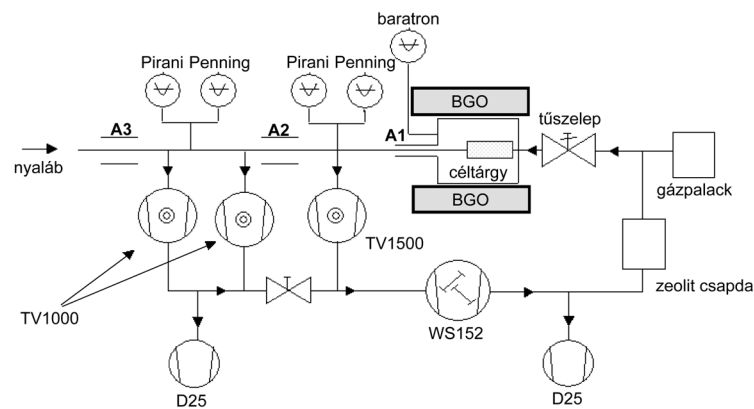 baratron
Pirani Penning
Pirani Penning
BGO
tűszelep
A3
A2
A1
nyaláb
céltárgy
gázpalack
BGO
TV1500
zeolit csapda
TV1000
WS152
D25
D25